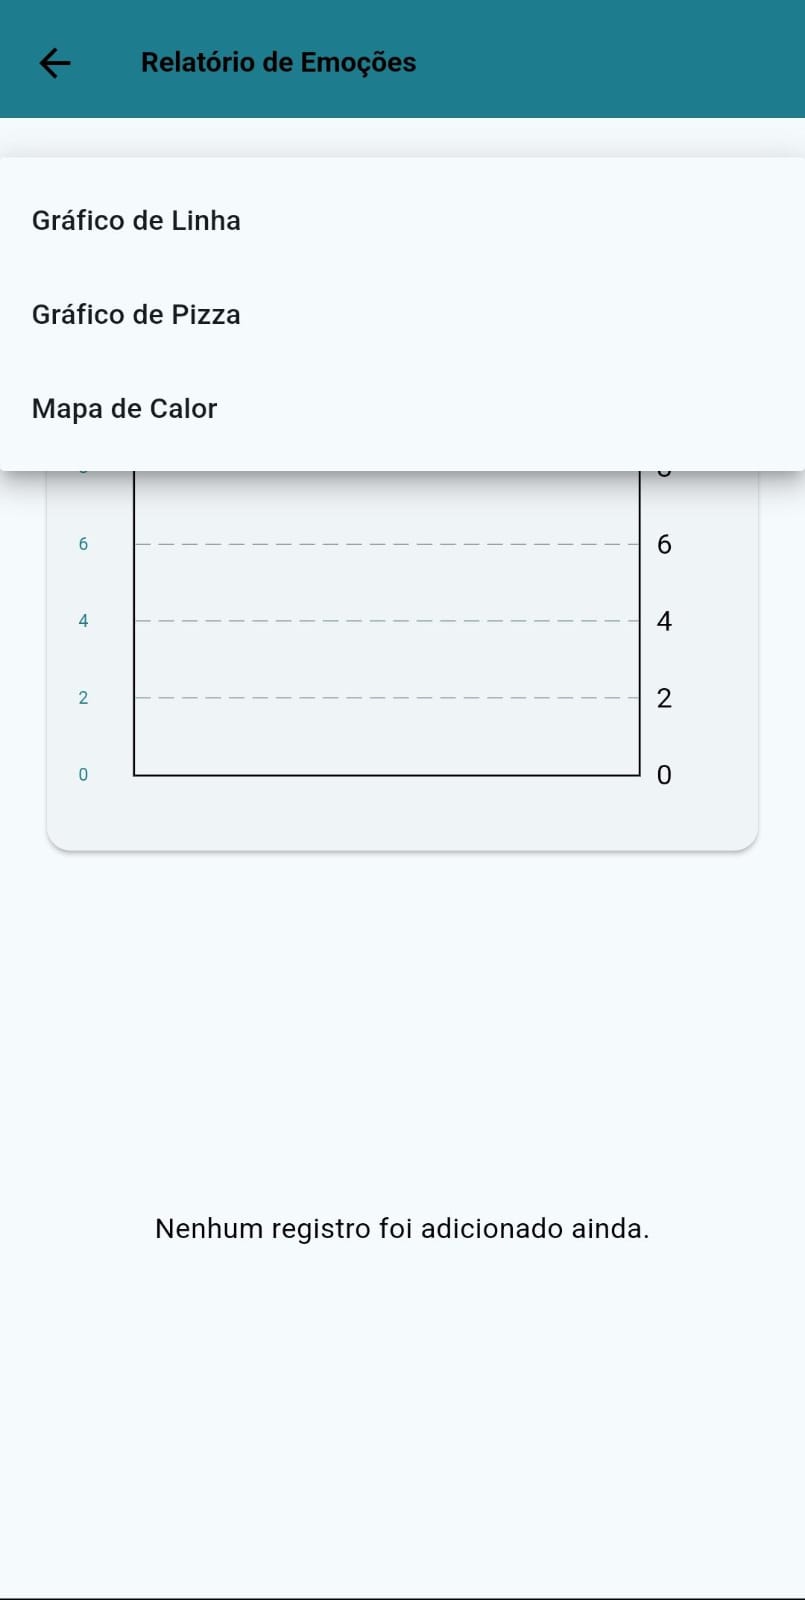 Relatório de Emoções
Gráfico de Linha
Gráfico de Pizza
Mapa de Calor
6 6
4 4
2 2
0 0
Nenhum registro foi adicionado ainda.